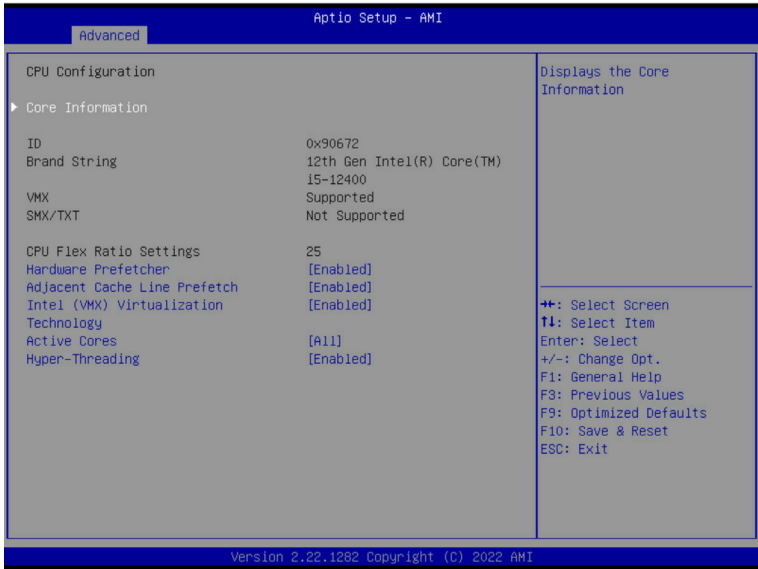 Aptio Setup – AMI
Advanced
CPU Configuration
Core Information
ID 0x90672
Brand String 12th Gen Intel(R) Core(TM)
i5-12400
VMX Supported
SMX/TXT Not Supported
CPU Flex Ratio Settings 25
Hardware Prefetcher [Enabled]
Adjacent Cache Line Prefetch [Enabled]
Intel (VMX) Virtualization [Enabled]
Technology
Active Cores [All]
Hyper-Threading [Enabled]
Displays the Core
Information
→←: Select Screen
↑↓: Select Item
Enter: Select
+/-: Change Opt.
F1: General Help
F3: Previous Values
F9: Optimized Defaults
F10: Save & Reset
ESC: Exit
Version 2.22.1282 Copyright (C) 2022 AMI